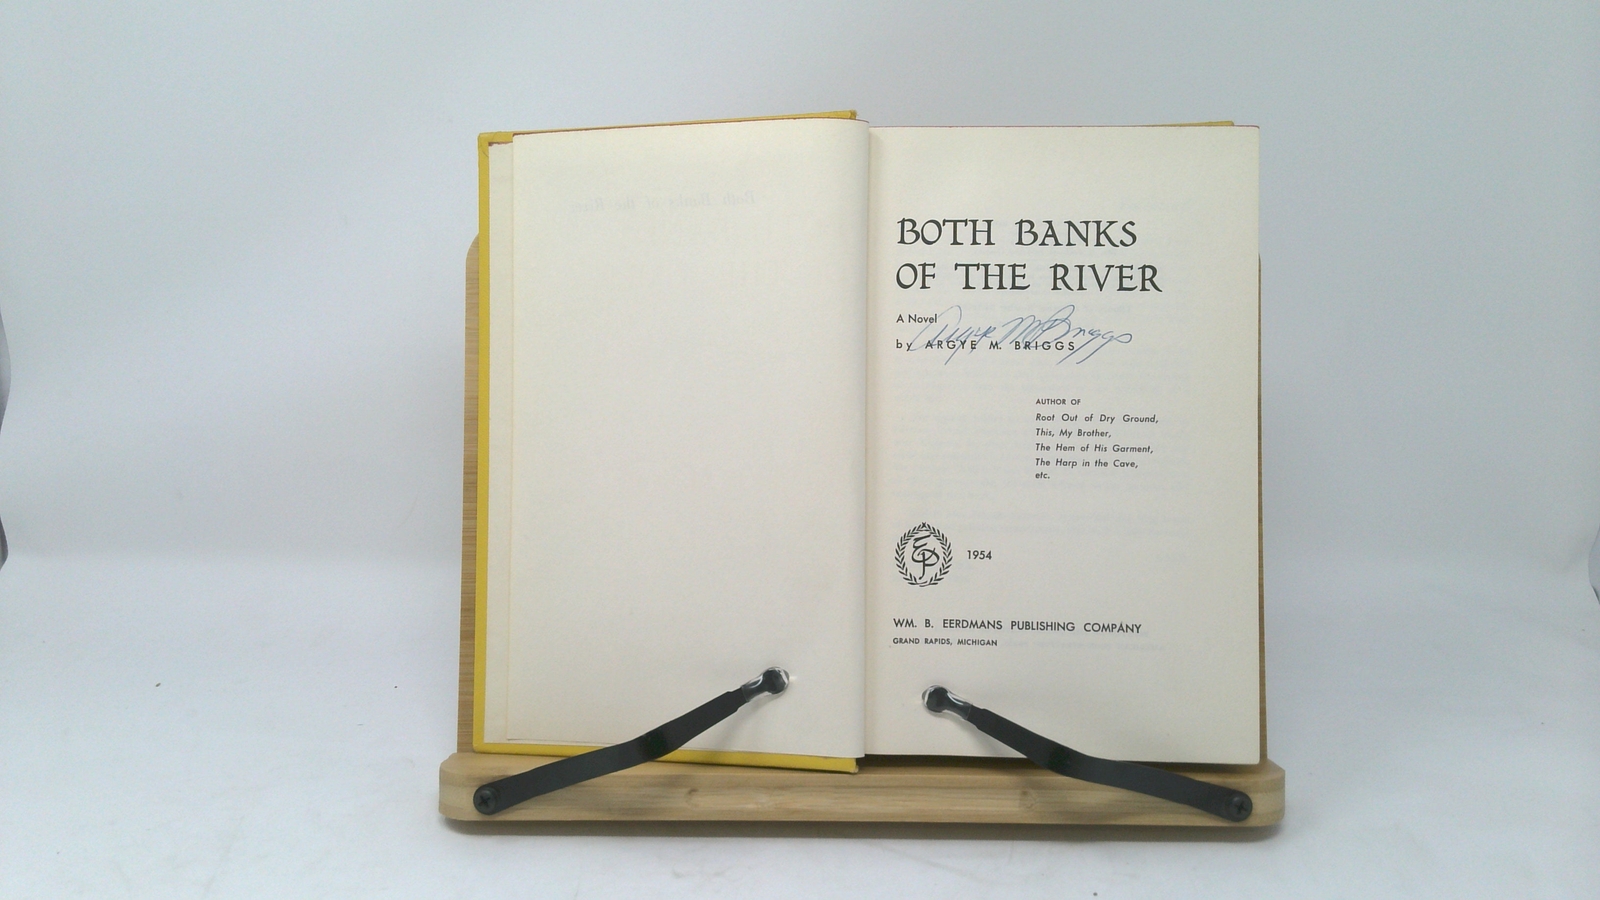 BOTH BANKS
OF THE RIVER
A Novel
Argye M Briggs
by ARGYE M. BRIGGS
AUTHOR OF
Root Out of Dry Ground,
This, My Brother,
The Hem of His Garment,
The Harp in the Cave,
etc.
1954
WM. B. EERDMANS PUBLISHING COMPANY
GRAND RAPIDS, MICHIGAN